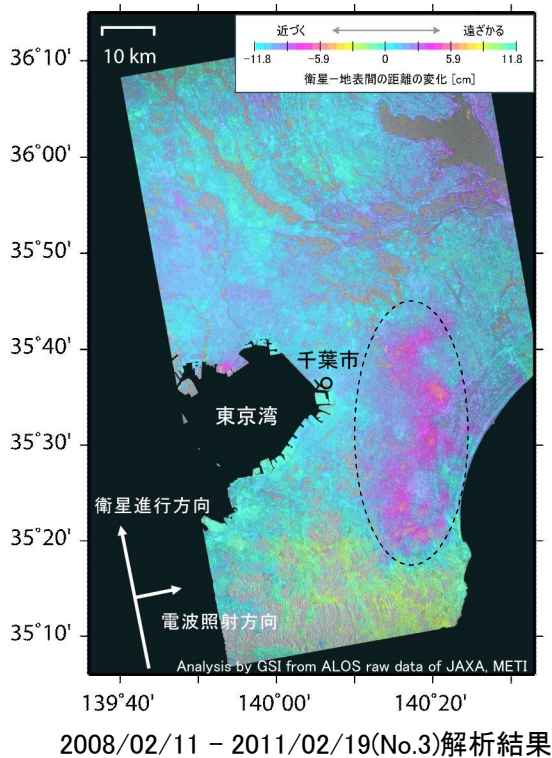 近づく 遠ざかる
-11.8 -5.9 0 5.9 11.8
衛星ー地表間の距離の変化 [cm]
10 km
36°10'
36°00'
35°50'
35°40'
35°30'
35°20'
35°10'
千葉市
東京湾
衛星進行方向
電波照射方向
Analysis by GSI from ALOS raw data of JAXA, METI
139°40' 140°00' 140°20'
2008/02/11 - 2011/02/19(No.3)解析結果